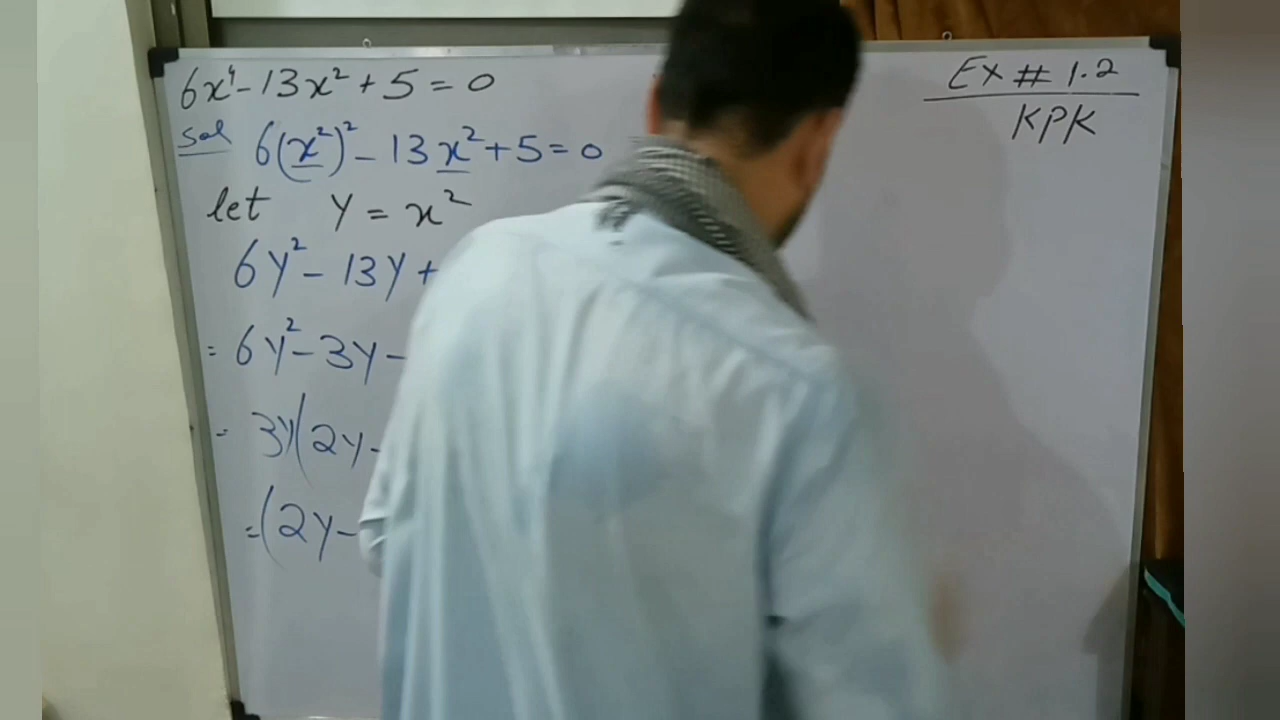 6x⁴ - 13x² + 5 = 0
Ex # 1.2
KPK
Sol 6(x²)² - 13x² + 5 = 0
let Y = x²
6Y² - 13Y +
= 6Y² - 3Y -
= 3Y(2Y -
= (2Y -